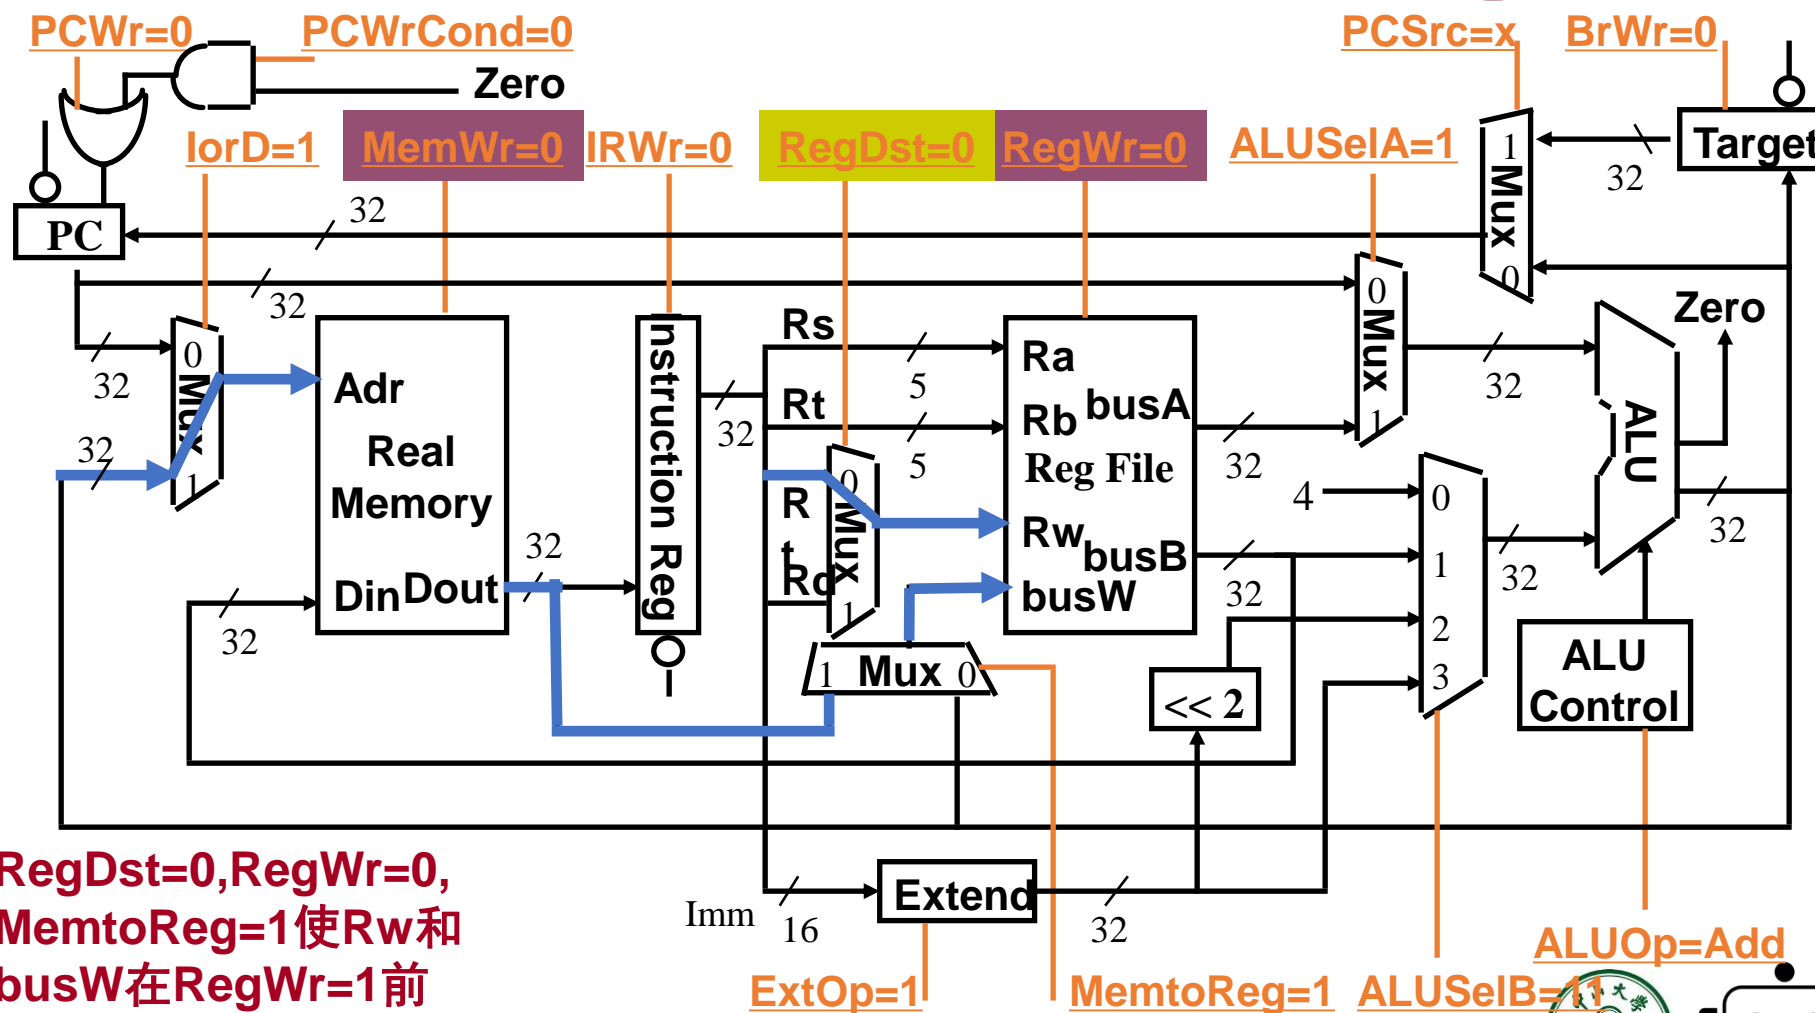 PCWr=0
PCWrCond=0
PCSrc=x
BrWr=0
Zero
IorD=1
MemWr=0
IRWr=0
RegDst=0
RegWr=0
ALUSelA=1
1
Mux
0
32
Target
PC
32
32
0
Mux
1
32
32
Adr
Real
Memory
Din
Dout
32
32
nstruction Reg
32
Rs
5
Rt
5
R
t
Rd
0
Mux
1
Ra
Rb
busA
Reg File
Rw
busB
busW
32
32
0
Mux
1
32
Zero
ALU
32
4
0
1
2
3
32
1
Mux
0
<< 2
ALU
Control
Imm
16
Extend
32
RegDst=0,RegWr=0,
MemtoReg=1使Rw和
busW在RegWr=1前
ExtOp=1
MemtoReg=1
ALUSelB=11
ALUOp=Add
大学